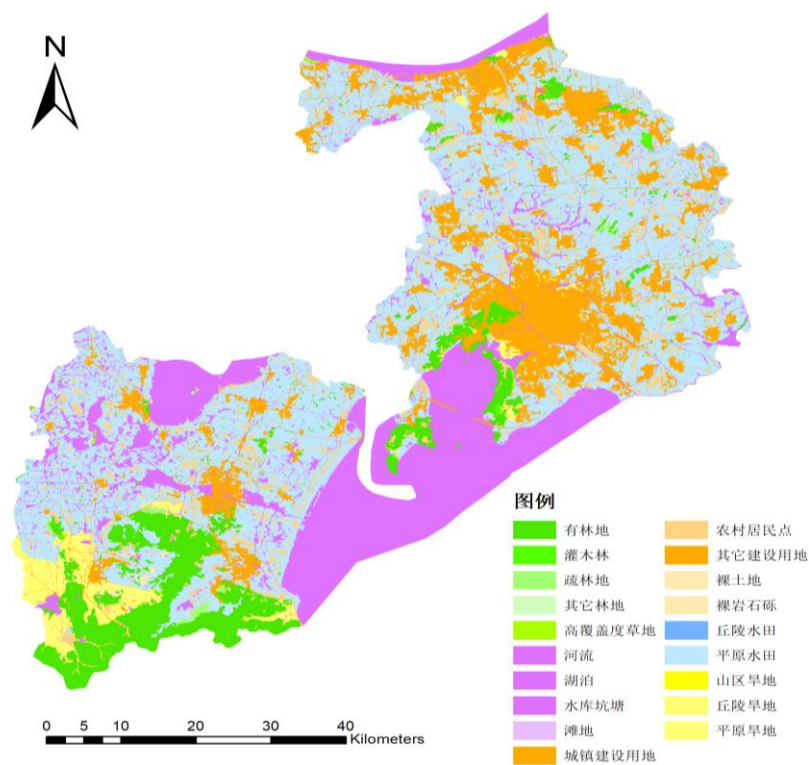 N
图例
有林地
灌木林
疏林地
其它林地
高覆盖度草地
河流
湖泊
水库坑塘
滩地
城镇建设用地
农村居民点
其它建设用地
裸土地
裸岩石砾
丘陵水田
平原水田
山区旱地
丘陵旱地
平原旱地
0 5 10 20 30 40
Kilometers